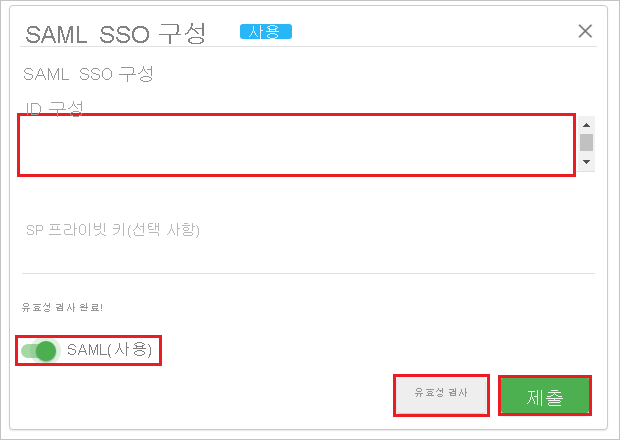 SAML SSO 구성 사용
SAML SSO 구성
ID 구성
SP 프라이빗 키(선택 사항)
유효성 검사 완료!
SAML(사용)
유효성 검사 제출